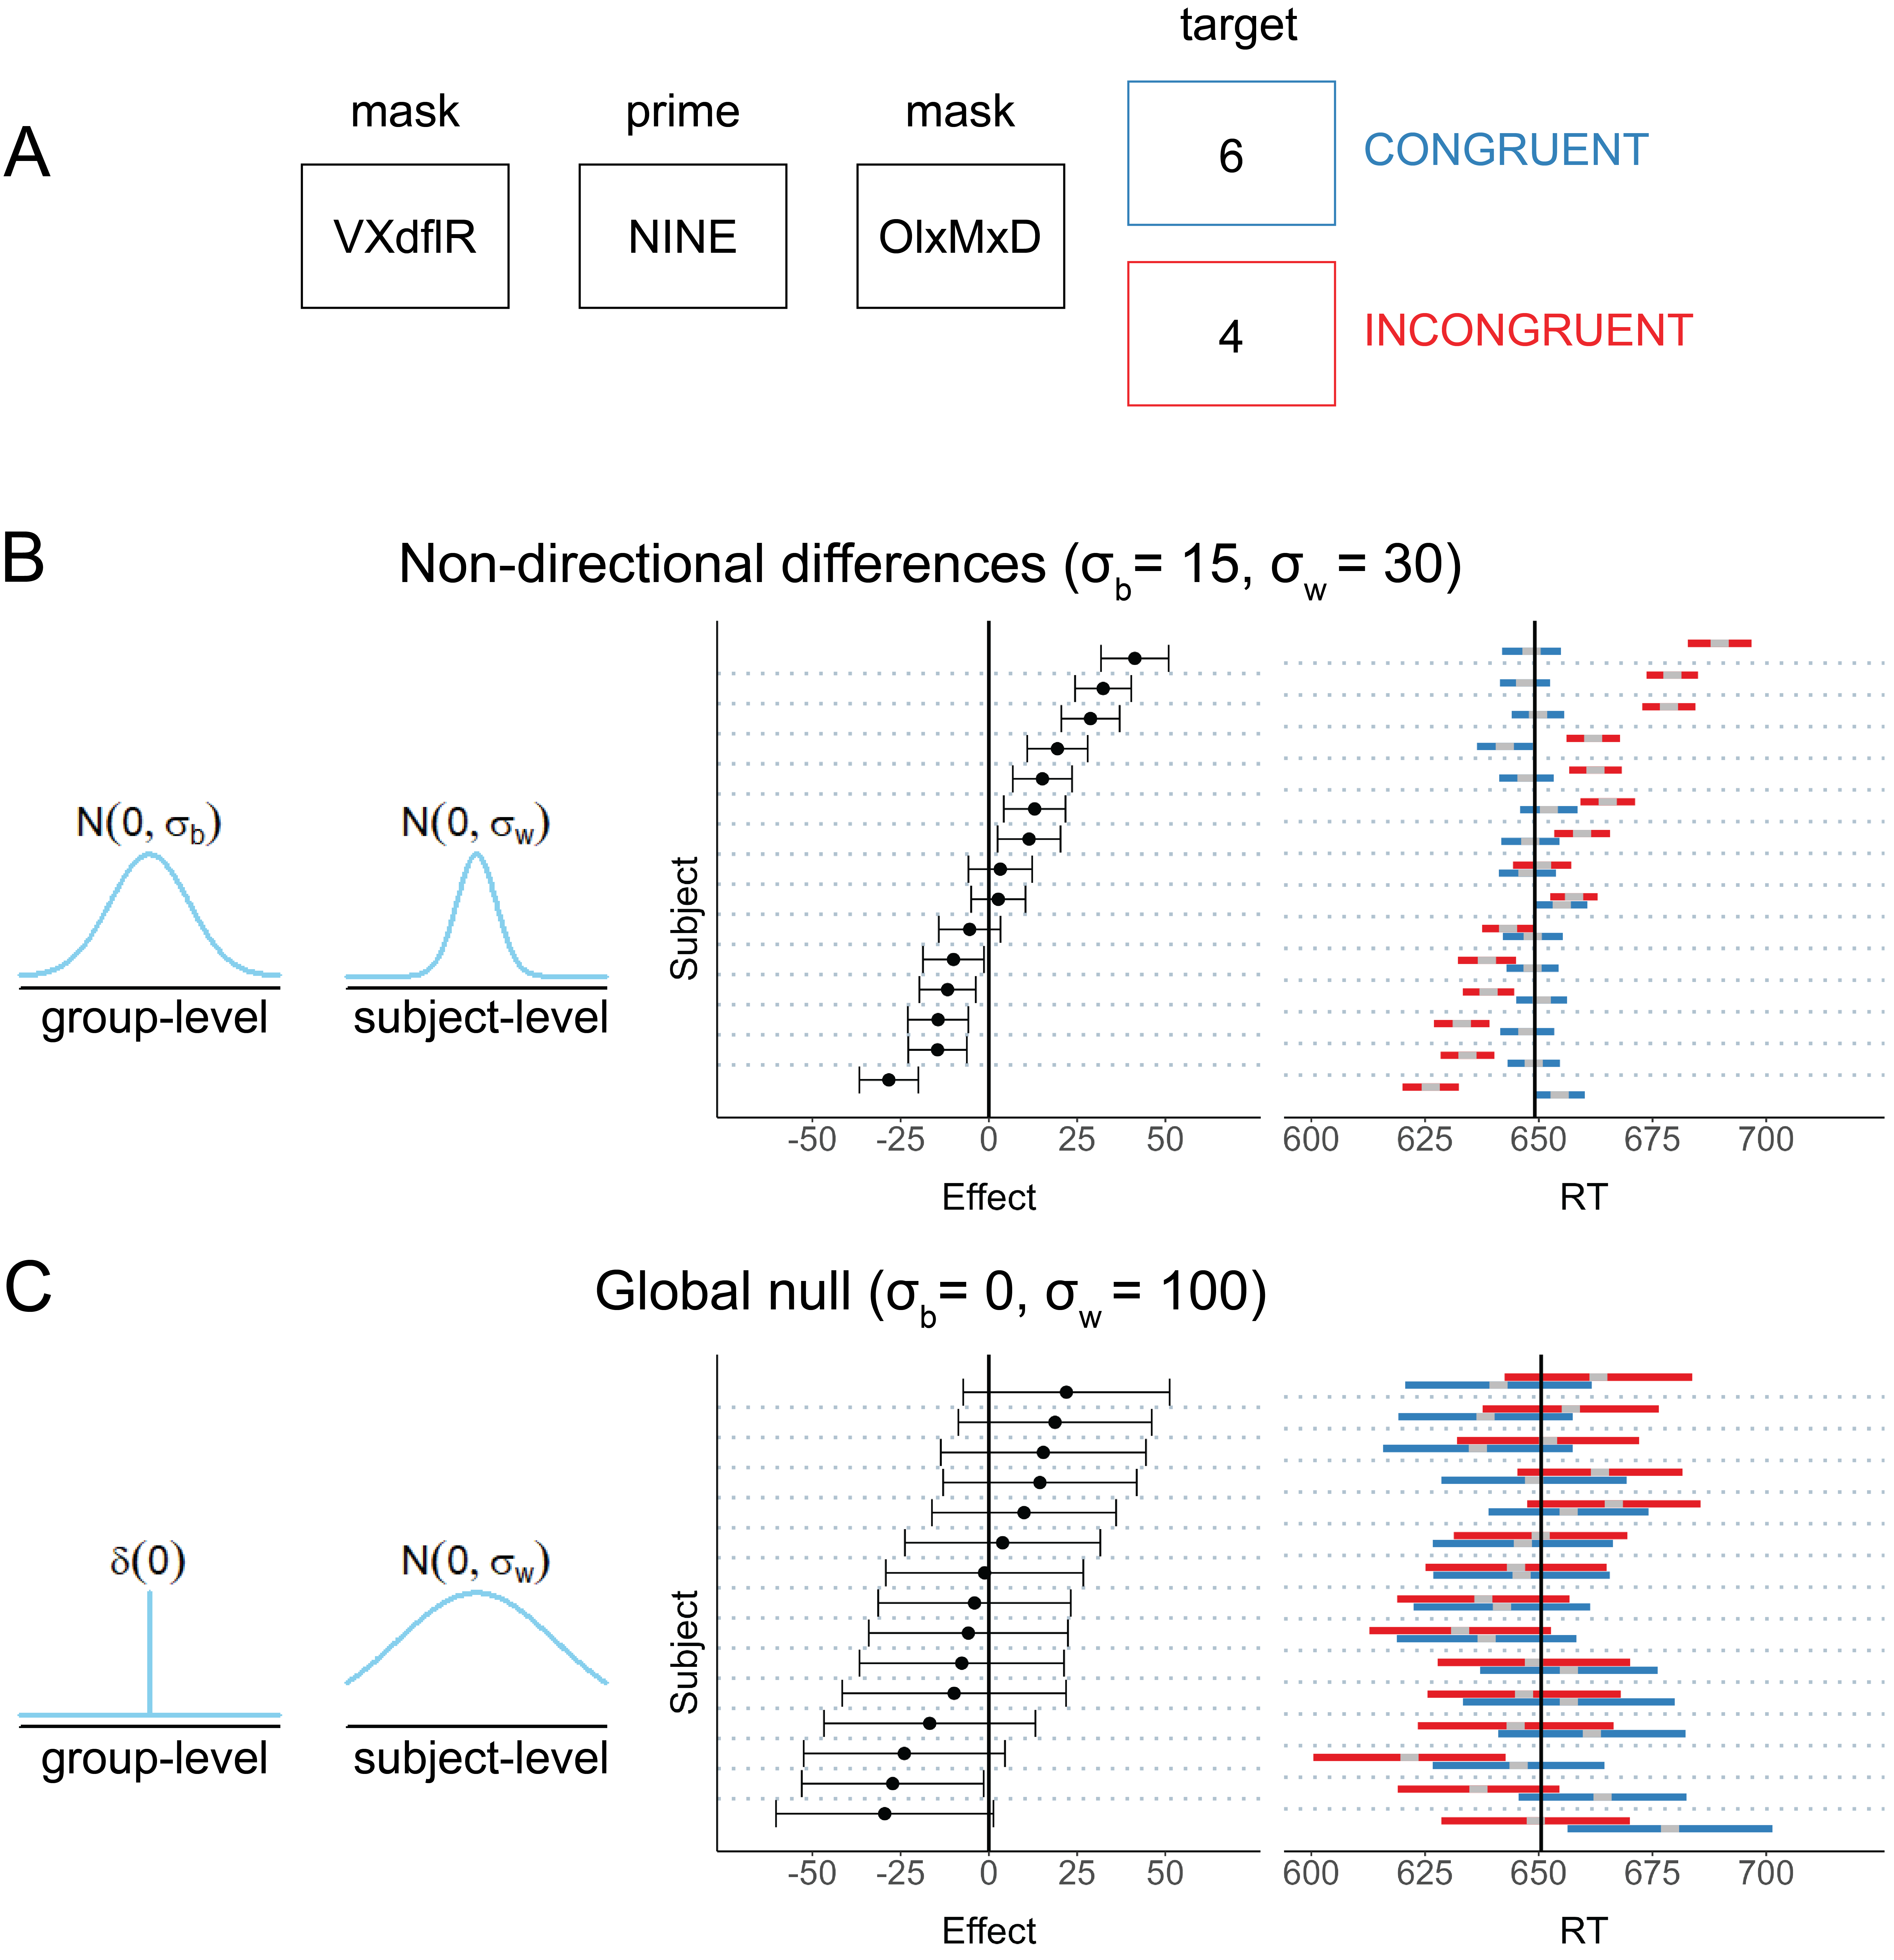 target
mask prime mask
A
VXdflR NINE OlxMxD 6 CONGRUENT
4 INCONGRUENT
B
Non-directional differences (σb= 15, σw = 30)
N(0, σb) N(0, σw)
group-level subject-level
Subject
-50 -25 0 25 50 600 625 650 675 700
Effect RT
C
Global null (σb= 0, σw = 100)
δ(0) N(0, σw)
group-level subject-level
Subject
-50 -25 0 25 50 600 625 650 675 700
Effect RT